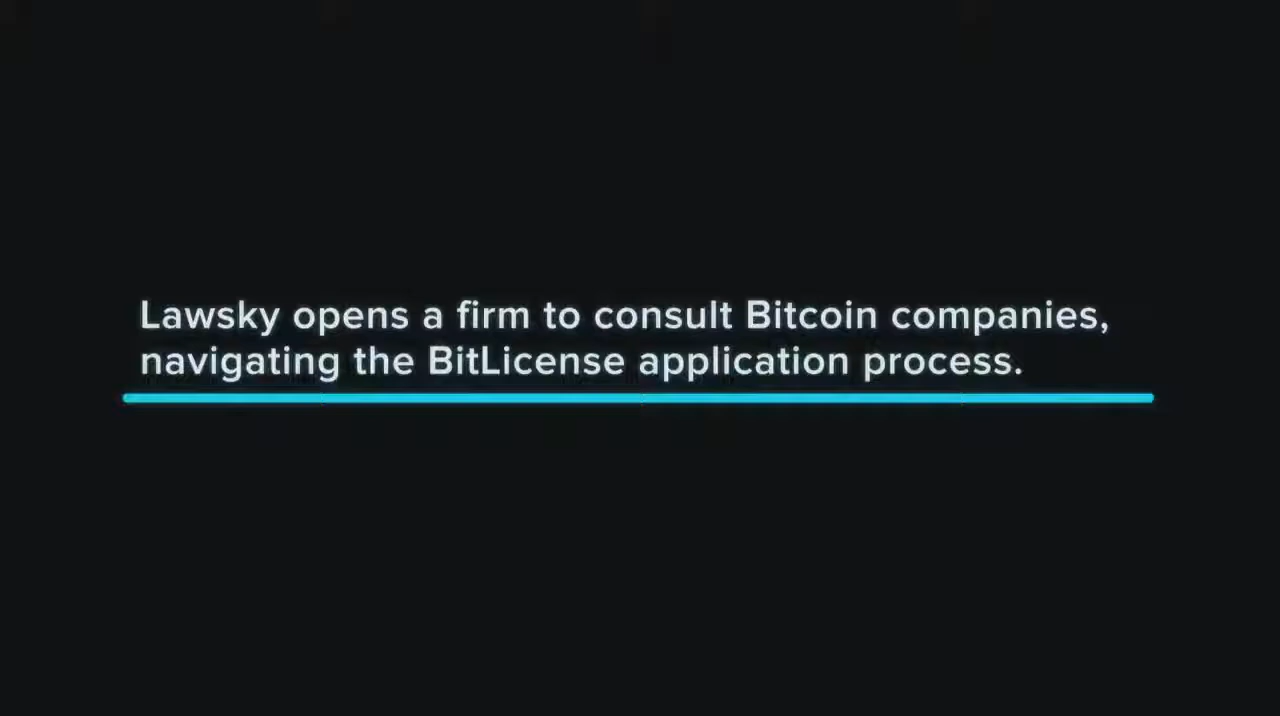 Lawsky opens a firm to consult Bitcoin companies,
navigating the BitLicense application process.